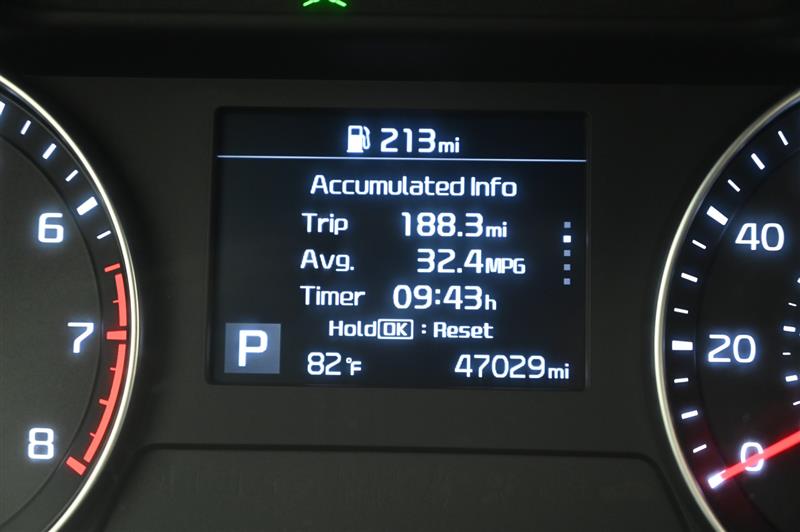 213mi
Accumulated Info
Trip 188.3mi
Avg. 32.4MPG
Timer 09:43h
Hold OK : Reset
P 82°F 47029mi
6
7
8
40
20
0